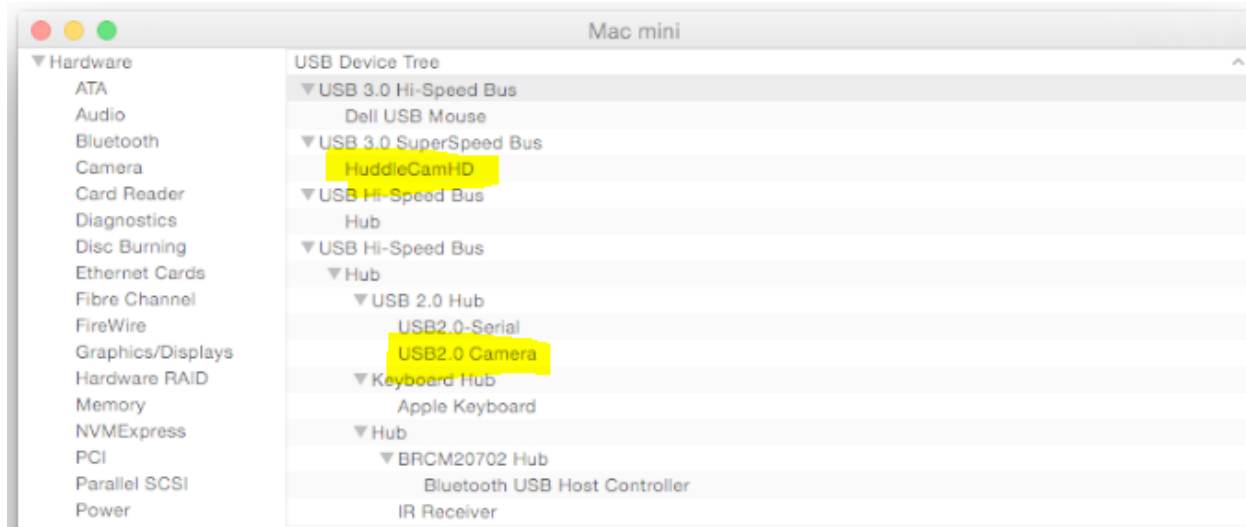 Mac mini
Hardware
ATA
Audio
Bluetooth
Camera
Card Reader
Diagnostics
Disc Burning
Ethernet Cards
Fibre Channel
FireWire
Graphics/Displays
Hardware RAID
Memory
NVMExpress
PCI
Parallel SCSI
Power
USB Device Tree
USB 3.0 Hi-Speed Bus
Dell USB Mouse
USB 3.0 SuperSpeed Bus
HuddleCamHD
USB Hi-Speed Bus
Hub
USB Hi-Speed Bus
Hub
USB 2.0 Hub
USB2.0-Serial
USB2.0 Camera
Keyboard Hub
Apple Keyboard
Hub
BRCM20702 Hub
Bluetooth USB Host Controller
IR Receiver